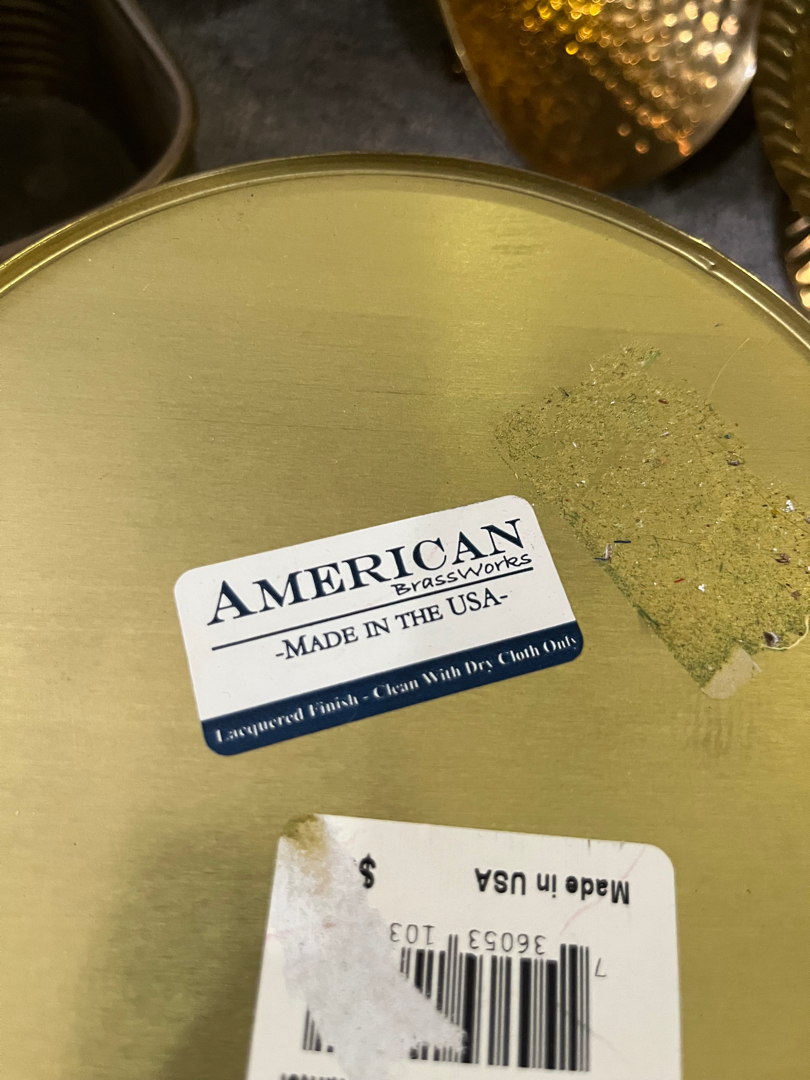 AMERICAN
BrassWorks
-MADE IN THE USA-
Lacquered Finish - Clean With Dry Cloth Only
Made in USA $
7 36053 103